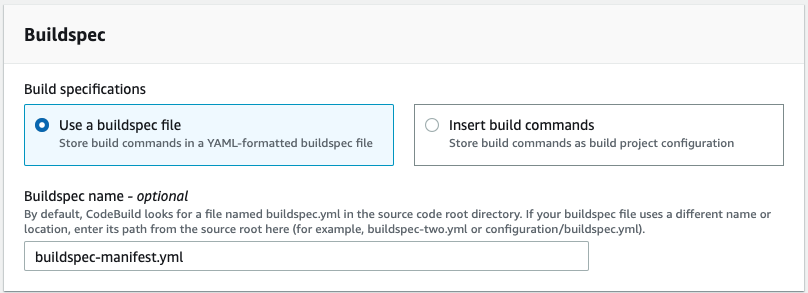 Buildspec
Build specifications
Use a buildspec file
Store build commands in a YAML-formatted buildspec file
Insert build commands
Store build commands as build project configuration
Buildspec name - optional
By default, CodeBuild looks for a file named buildspec.yml in the source code root directory. If your buildspec file uses a different name or
location, enter its path from the source root here (for example, buildspec-two.yml or configuration/buildspec.yml).
buildspec-manifest.yml